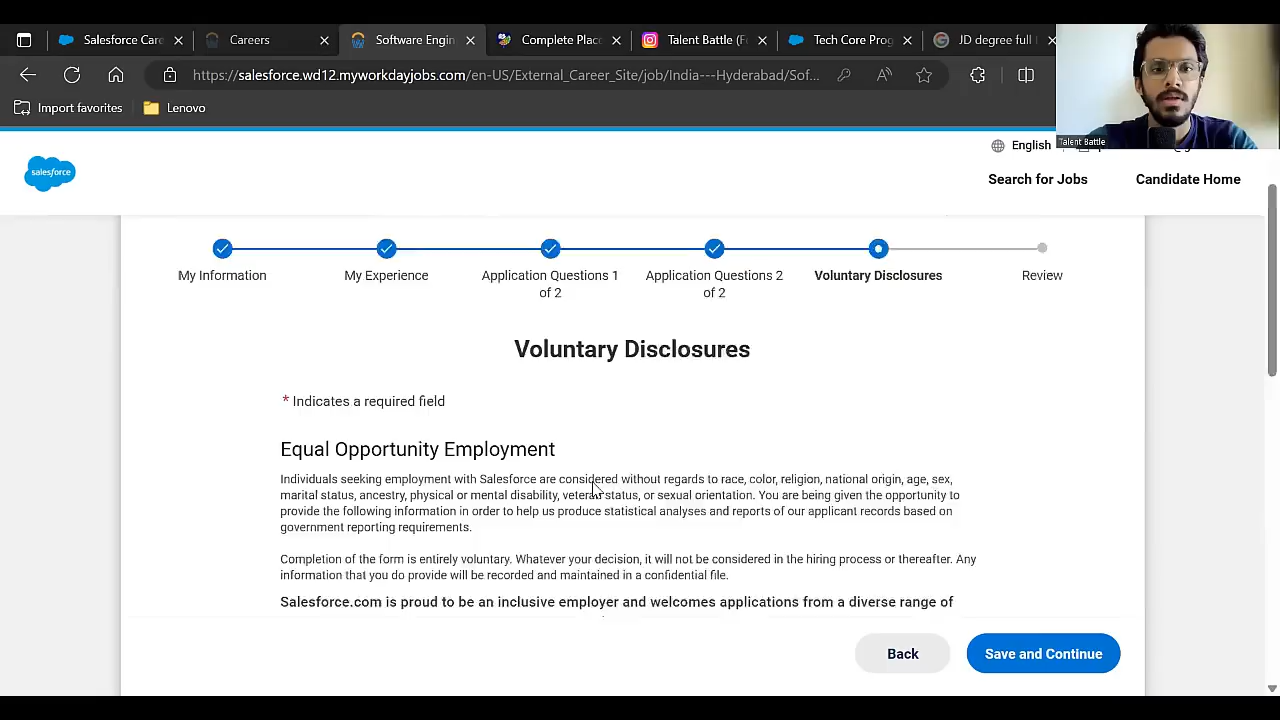 Salesforce Care
Careers
Software Engin
Complete Place
Talent Battle (F
Tech Core Prog
JD degree full
https://salesforce.wd12.myworkdayjobs.com/en-US/External_Career_Site/job/India---Hyderabad/Sof...
Import favorites
Lenovo
Talent Battle
English
salesforce
Search for Jobs
Candidate Home
My Information
My Experience
Application Questions 1
of 2
Application Questions 2
of 2
Voluntary Disclosures
Review
Voluntary Disclosures
* Indicates a required field
Equal Opportunity Employment
Individuals seeking employment with Salesforce are considered without regards to race, color, religion, national origin, age, sex,
marital status, ancestry, physical or mental disability, veteran status, or sexual orientation. You are being given the opportunity to
provide the following information in order to help us produce statistical analyses and reports of our applicant records based on
government reporting requirements.
Completion of the form is entirely voluntary. Whatever your decision, it will not be considered in the hiring process or thereafter. Any
information that you do provide will be recorded and maintained in a confidential file.
Salesforce.com is proud to be an inclusive employer and welcomes applications from a diverse range of
Back
Save and Continue